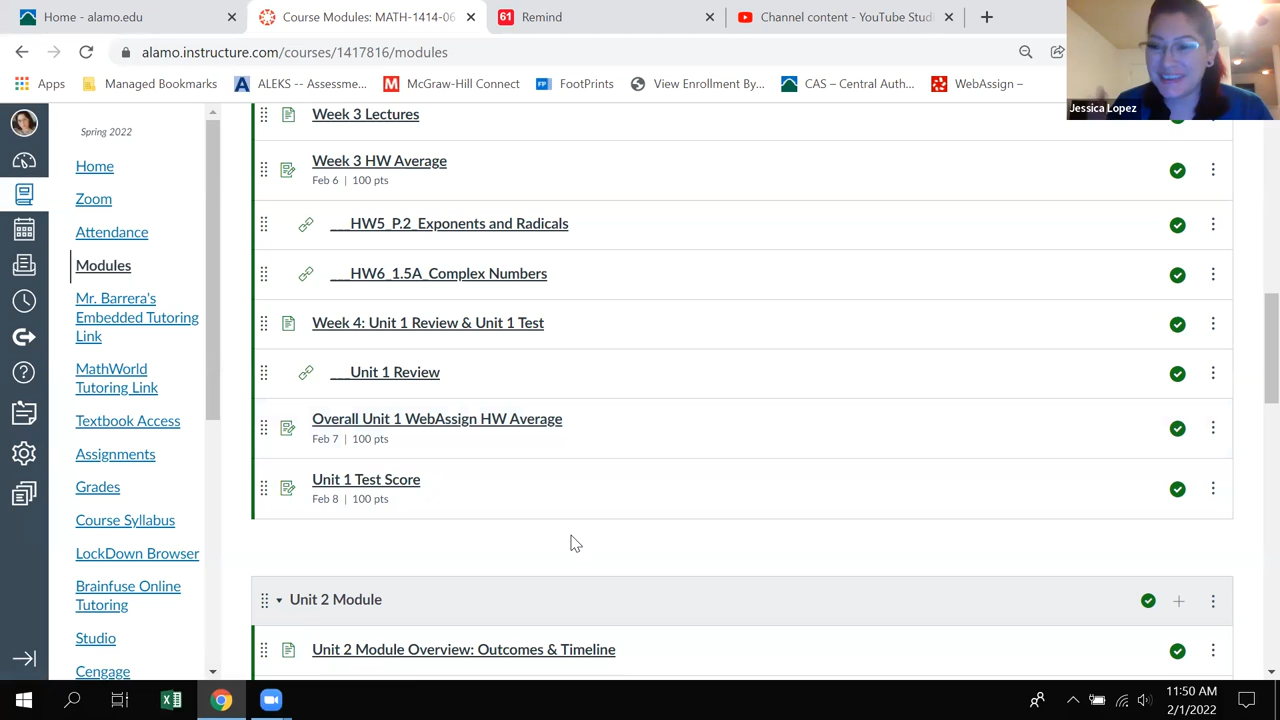 Home - alamo.edu
Course Modules: MATH-1414-06
61
Remind
Channel content - YouTube Stud
alamo.instructure.com/courses/1417816/modules
Apps
Managed Bookmarks
ALEKS -- Assessme...
McGraw-Hill Connect
FP
FootPrints
View Enrollment By...
CAS – Central Auth...
WebAssign –
Jessica Lopez
Spring 2022
Home
Zoom
Attendance
Modules
Mr. Barrera's
Embedded Tutoring
Link
MathWorld
Tutoring Link
Textbook Access
Assignments
Grades
Course Syllabus
LockDown Browser
Brainfuse Online
Tutoring
Studio
Cengage
Week 3 Lectures
Week 3 HW Average
Feb 6 | 100 pts
___HW5_P.2_Exponents and Radicals
___HW6_1.5A_Complex Numbers
Week 4: Unit 1 Review & Unit 1 Test
___Unit 1 Review
Overall Unit 1 WebAssign HW Average
Feb 7 | 100 pts
Unit 1 Test Score
Feb 8 | 100 pts
Unit 2 Module
Unit 2 Module Overview: Outcomes & Timeline
11:50 AM
2/1/2022